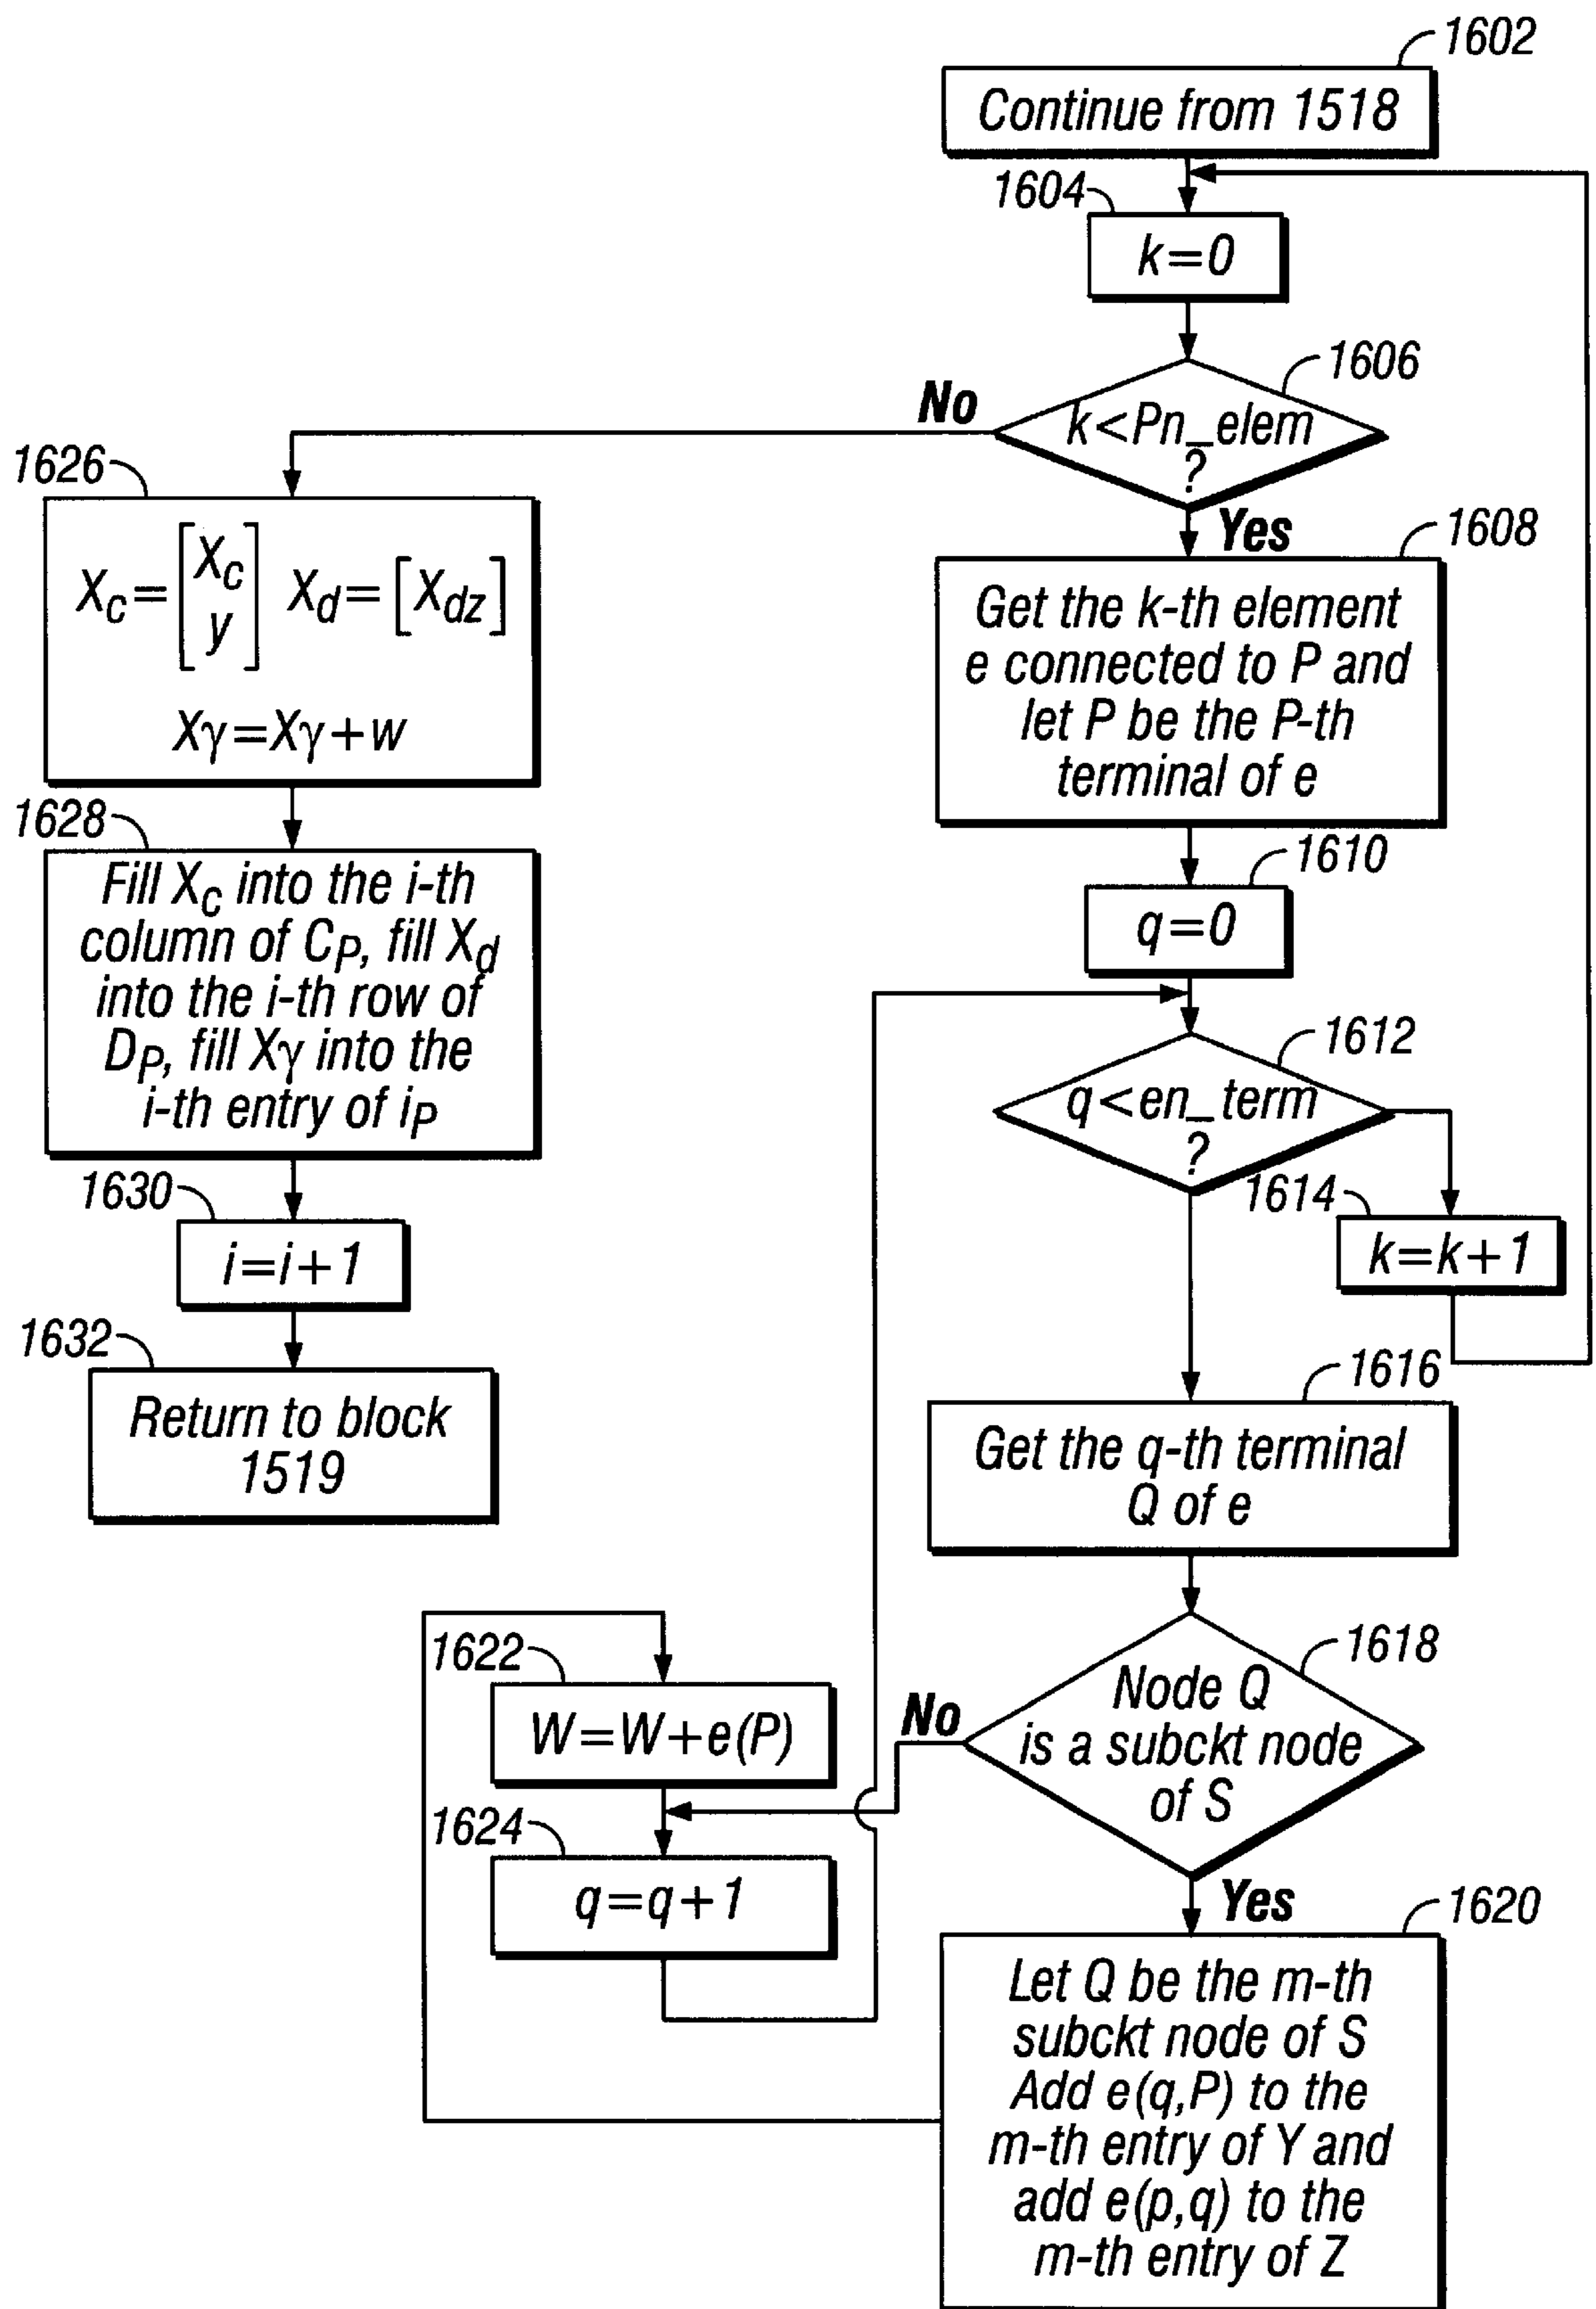 1602
Continue from 1518
1604
k=0
1606
k<Pn_elem
?
No
Yes
1608
Get the k-th element
e connected to P and
let P be the P-th
terminal of e
1610
q=0
1612
q<en_term
?
1614
k=k+1
1616
Get the q-th terminal
Q of e
1618
Node Q
is a subckt node
of S
No
Yes
1620
Let Q be the m-th
subckt node of S
Add e(q,P) to the
m-th entry of Y and
add e(p,q) to the
m-th entry of Z
1622
W=W+e(P)
1624
q=q+1
1626
Xc=[Xc y] Xd=[Xdz]
Xγ=Xγ+w
1628
Fill Xc into the i-th
column of CP, fill Xd
into the i-th row of
DP, fill Xγ into the
i-th entry of iP
1630
i=i+1
1632
Return to block
1519